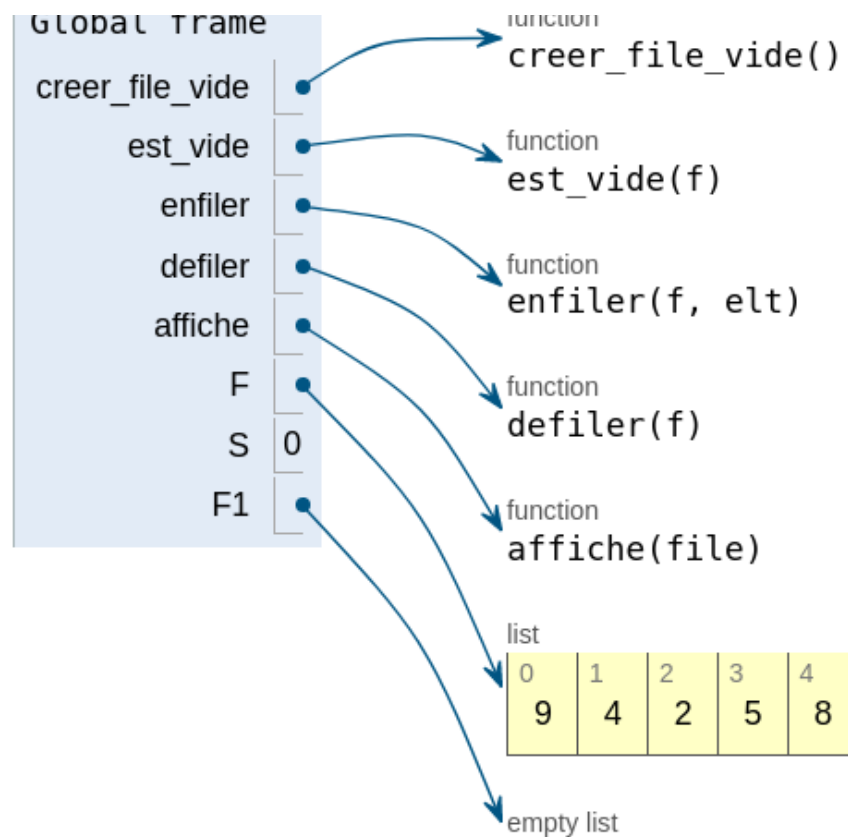 Global frame
creer_file_vide
est_vide
enfiler
defiler
affiche
F
S 0
F1
function
creer_file_vide()
function
est_vide(f)
function
enfiler(f, elt)
function
defiler(f)
function
affiche(file)
list
0 1 2 3 4
9 4 2 5 8
empty list